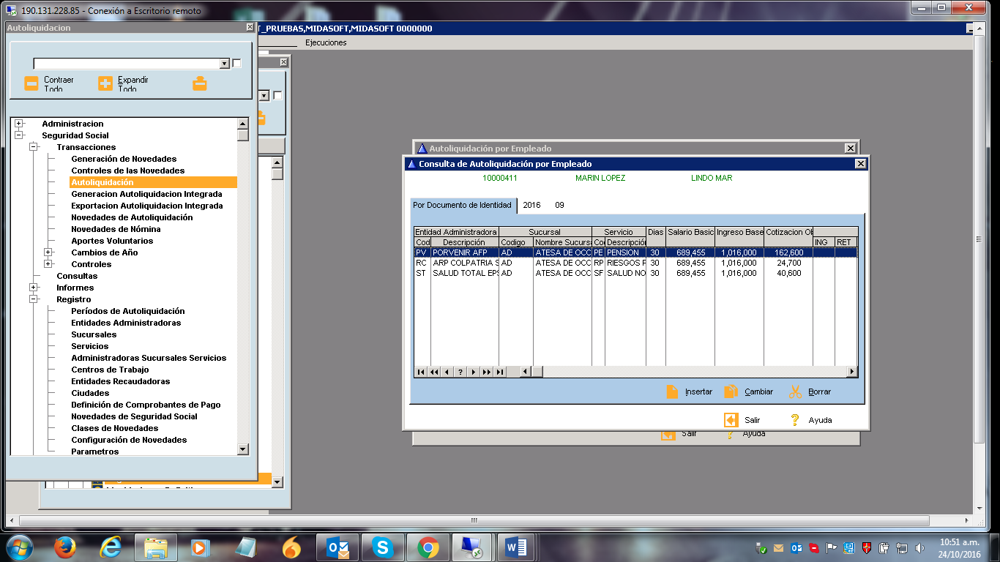 190.131.228.85 - Conexión a Escritorio remoto
Autoliquidacion
T_PRUEBAS,MIDASOFT,MIDASOFT 0000000
Ejecuciones
Contraer Todo
Expandir Todo
Administracion
Seguridad Social
Transacciones
Generación de Novedades
Controles de las Novedades
Autoliquidación
Generacion Autoliquidacion Integrada
Exportacion Autoliquidacion Integrada
Novedades de Autoliquidación
Novedades de Nómina
Aportes Voluntarios
Cambios de Año
Controles
Consultas
Informes
Registro
Períodos de Autoliquidación
Entidades Administradoras
Sucursales
Servicios
Administradoras Sucursales Servicios
Centros de Trabajo
Entidades Recaudadoras
Ciudades
Definición de Comprobantes de Pago
Novedades de Seguridad Social
Clases de Novedades
Configuración de Novedades
Parametros
Autoliquidación por Empleado
Consulta de Autoliquidación por Empleado
10000411 MARIN LOPEZ LINDO MAR
Por Documento de Identidad 2016 09
Entidad Administradora Sucursal Servicio Dias Salario Basic Ingreso Base Cotizacion Ol
Cod Descripción Codigo Nombre Sucurs Co Descripción ING RET
PV PORVENIR AFP AD ATESA DE OCC PE PENSION 30 689,455 1,016,000 162,600
RC ARP COLPATRIA S AD ATESA DE OCC RP RIESGOS P 30 689,455 1,016,000 24,700
ST SALUD TOTAL EPS AD ATESA DE OCC SF SALUD NO 30 689,455 1,016,000 40,600
Insertar Cambiar Borrar
Salir Ayuda
Salir Ayuda
10:51 a.m.
24/10/2016